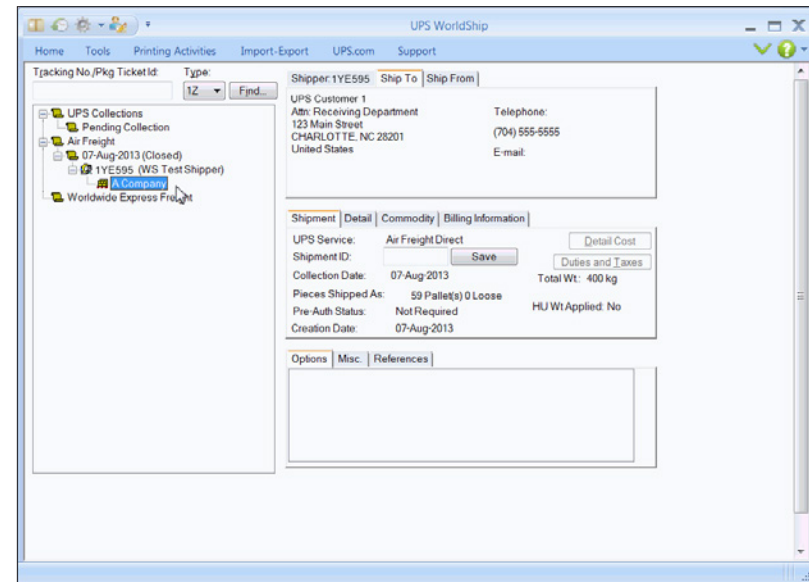 UPS WorldShip
Home Tools Printing Activities Import-Export UPS.com Support
Tracking No./Pkg Ticket Id: Type:
1Z Find...
UPS Collections
Pending Collection
Air Freight
07-Aug-2013 (Closed)
1YE595 (WS Test Shipper)
A Company
Worldwide Express Freight
Shipper: 1YE595 Ship To Ship From
UPS Customer 1
Attn: Receiving Department
123 Main Street
CHARLOTTE, NC 28201
United States
Telephone:
(704) 555-5555
E-mail:
Shipment Detail Commodity Billing Information
UPS Service: Air Freight Direct Detail Cost
Shipment ID: Save Duties and Taxes
Collection Date: 07-Aug-2013 Total Wt.: 400 kg
Pieces Shipped As: 59 Pallet(s) 0 Loose
Pre-Auth Status: Not Required HU Wt Applied: No
Creation Date: 07-Aug-2013
Options Misc. References